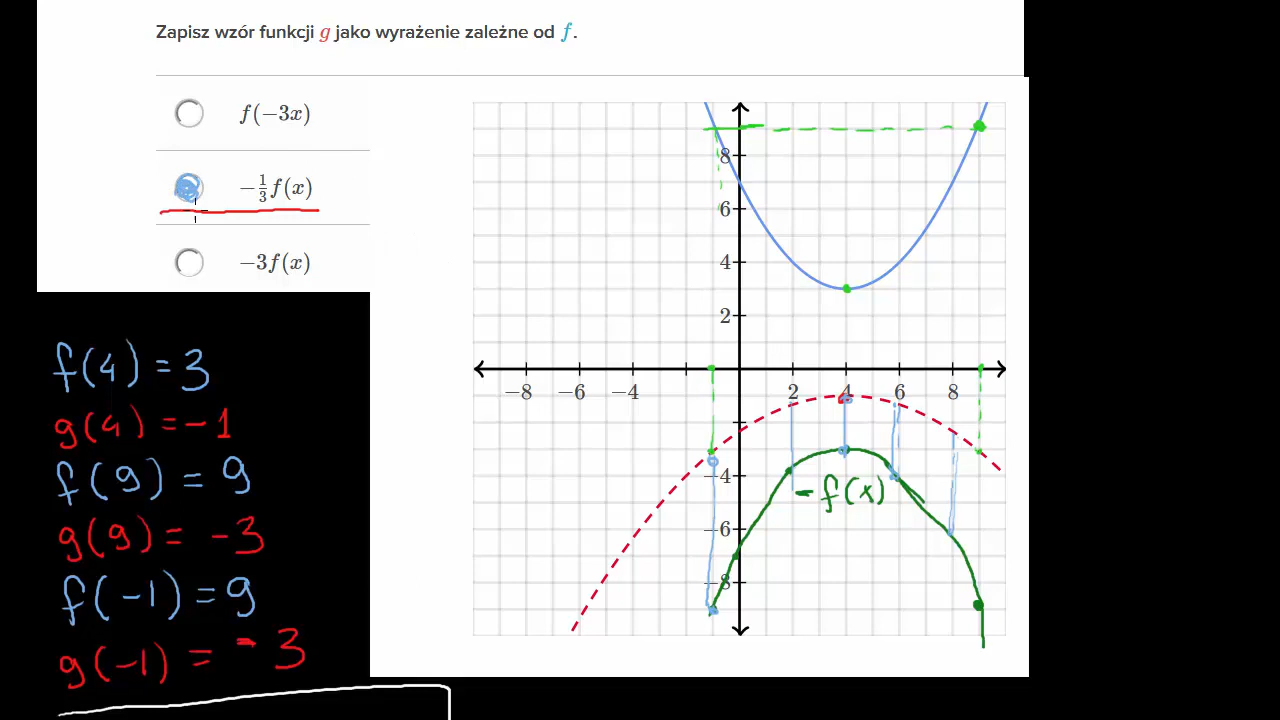 Zapisz wzór funkcji g jako wyrażenie zależne od f.
f(−3x)
−1/3 f(x)
−3f(x)
8
6
4
2
−8 −6 −4 2 4 6 8
−4
−f(x)
−6
−8
f(4) = 3
g(4) = −1
f(9) = 9
g(9) = −3
f(−1) = 9
g(−1) = −3